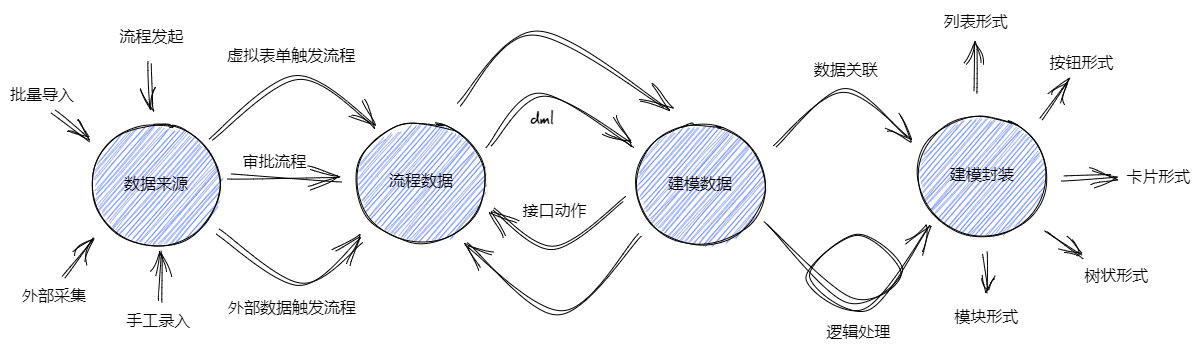 流程发起
批量导入
数据来源
外部采集
手工录入
虚拟表单触发流程
审批流程
外部数据触发流程
流程数据
dml
接口动作
建模数据
数据关联
逻辑处理
建模封装
列表形式
按钮形式
卡片形式
树状形式
模块形式